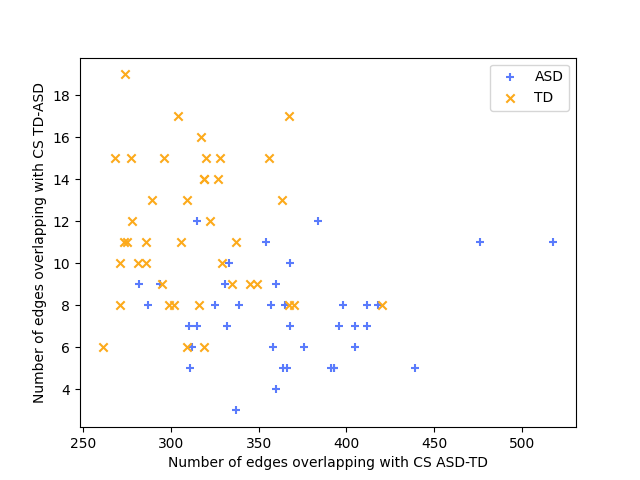 ASD
TD
18
16
14
12
10
8
6
4
Number of edges overlapping with CS TD-ASD
250 300 350 400 450 500
Number of edges overlapping with CS ASD-TD